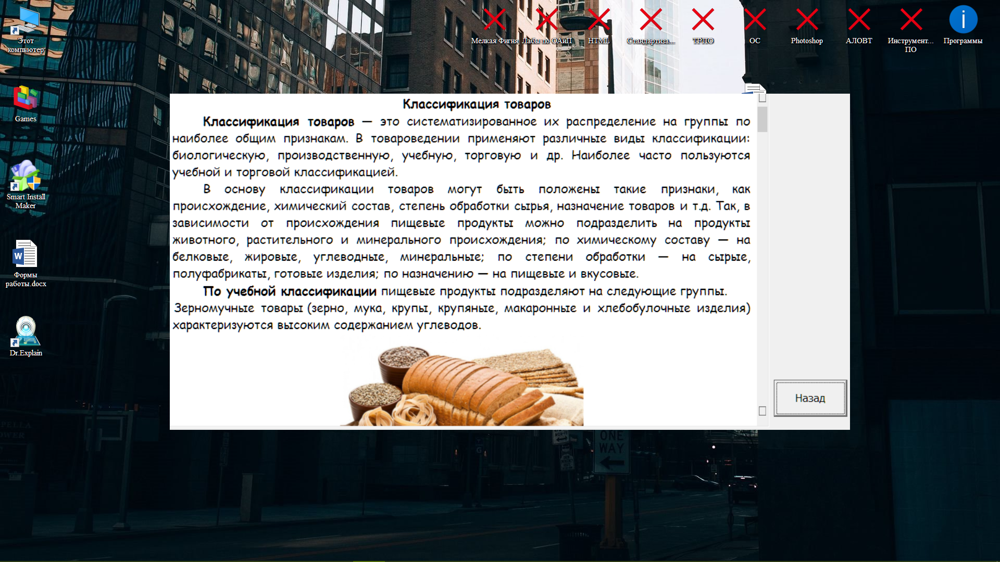 Этот
компьютер
Games
Smart Install
Maker
W
Формы
работы.docx
Dr.Explain
Мелкая Фигня
Лабы по ОАиП
HTML
Стандартиза...
ТРПО
ОС
Photoshop
АЛОВТ
Инструмент...
ПО
i
Программы
Классификация товаров
Классификация товаров — это систематизированное их распределение на группы по
наиболее общим признакам. В товароведении применяют различные виды классификации:
биологическую, производственную, учебную, торговую и др. Наиболее часто пользуются
учебной и торговой классификацией.
В основу классификации товаров могут быть положены такие признаки, как
происхождение, химический состав, степень обработки сырья, назначение товаров и т.д. Так, в
зависимости от происхождения пищевые продукты можно подразделить на продукты
животного, растительного и минерального происхождения; по химическому составу — на
белковые, жировые, углеводные, минеральные; по степени обработки — на сырые,
полуфабрикаты, готовые изделия; по назначению — на пищевые и вкусовые.
По учебной классификации пищевые продукты подразделяют на следующие группы.
Зерномучные товары (зерно, мука, крупы, крупяные, макаронные и хлебобулочные изделия)
характеризуются высоким содержанием углеводов.
Назад
ONE
WAY